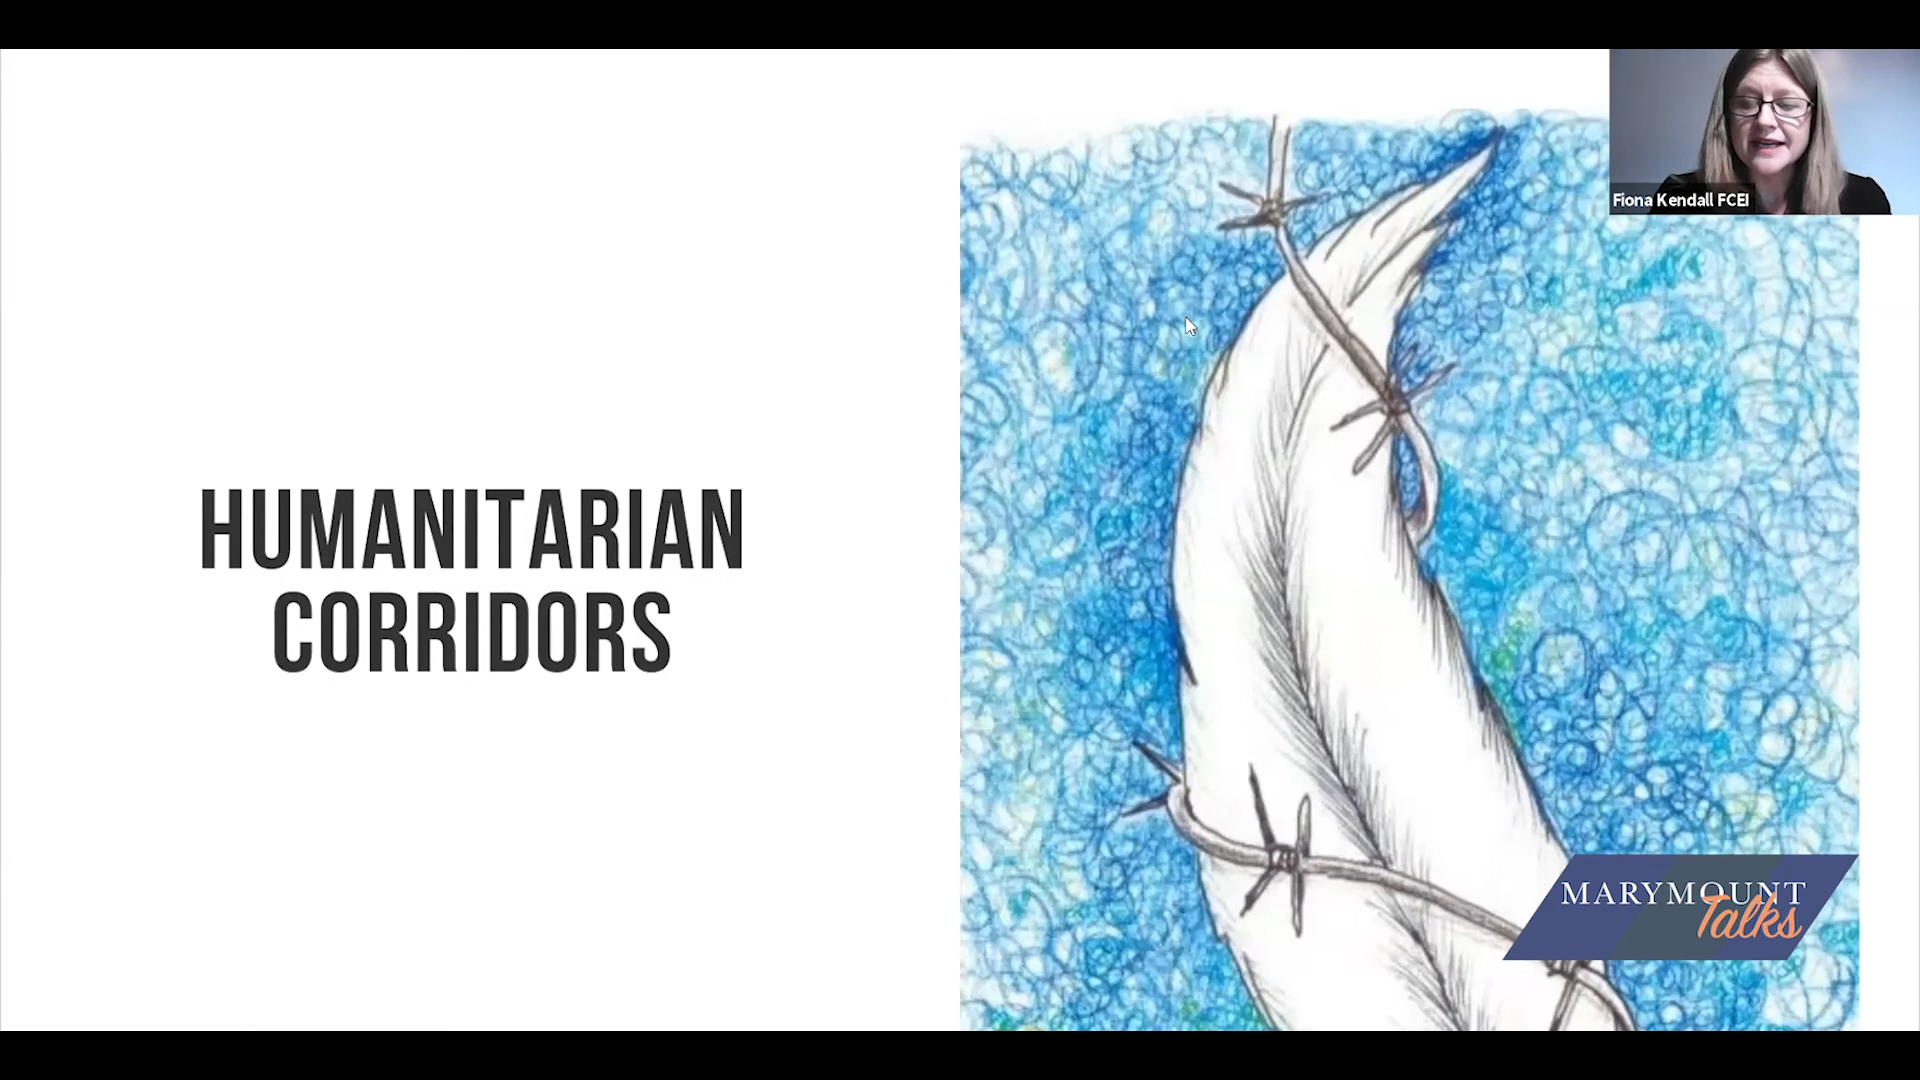 Fiona Kendall FCEI
HUMANITARIAN
CORRIDORS
MARYMOUNT
Talks